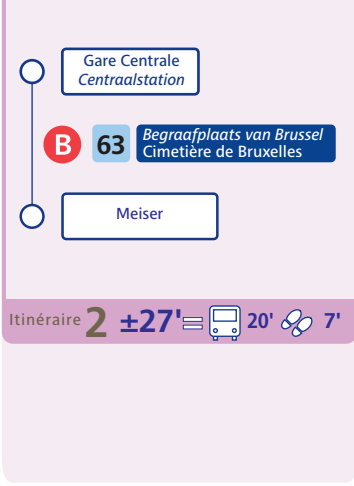 Gare Centrale
Centraalstation
B 63 Begraafplaats van Brussel
Cimetière de Bruxelles
Meiser
Itinéraire 2 ±27'= 20' 7'